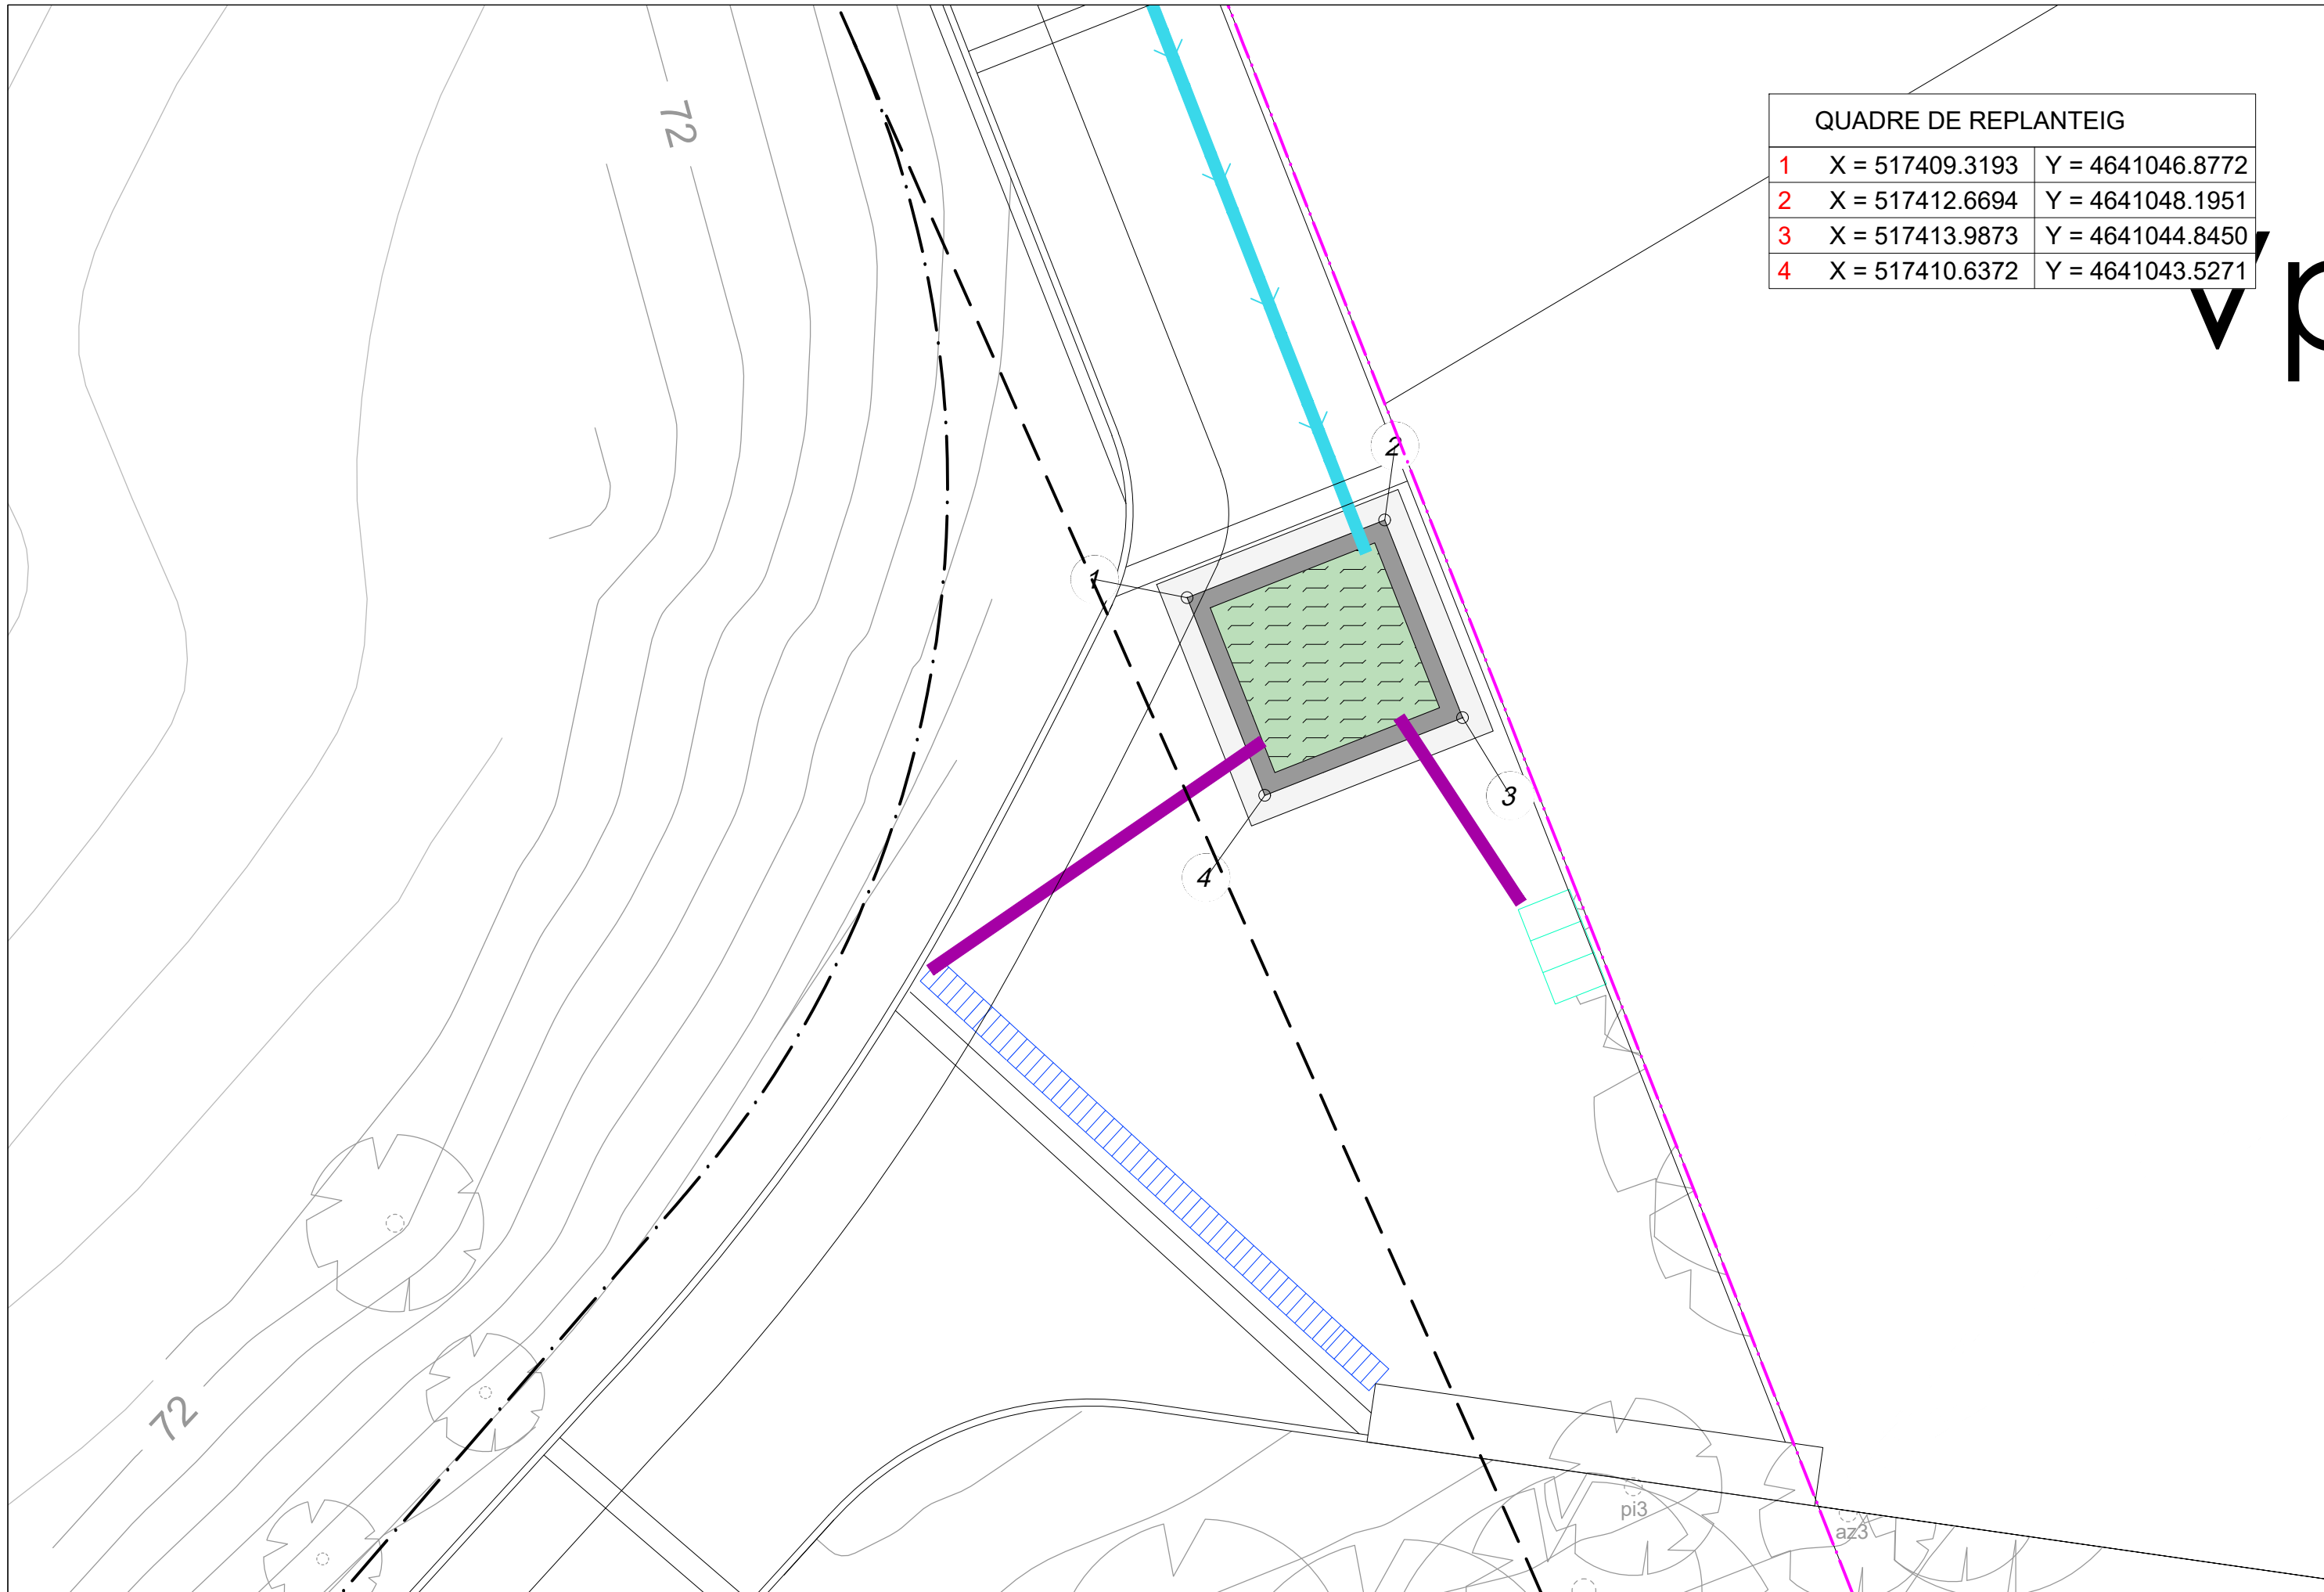 72
QUADRE DE REPLANTEIG
1 X = 517409.3193 Y = 4641046.8772
2 X = 517412.6694 Y = 4641048.1951
3 X = 517413.9873 Y = 4641044.8450
4 X = 517410.6372 Y = 4641043.5271
Vp
2
1
3
4
72
pi3
az3